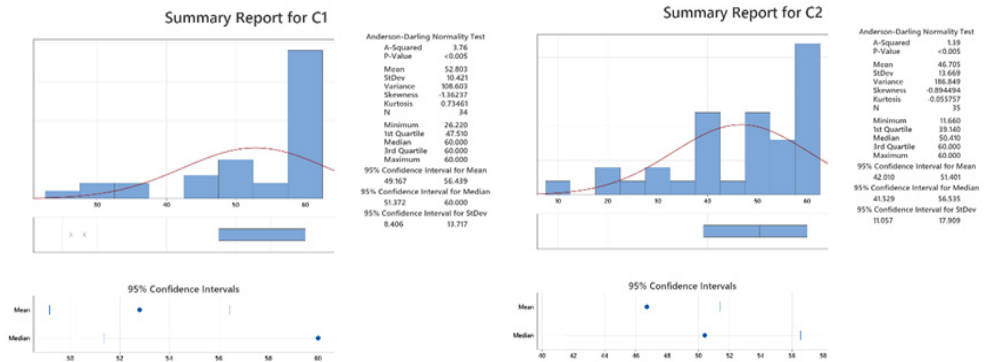 Summary Report for C1
Anderson-Darling Normality Test
A-Squared 3.76
P-Value <0.005
Mean 52.803
StDev 10.421
Variance 108.603
Skewness -1.36237
Kurtosis 0.73461
N 34
Minimum 26.220
1st Quartile 47.510
Median 60.000
3rd Quartile 60.000
Maximum 60.000
95% Confidence Interval for Mean
49.167 56.439
95% Confidence Interval for Median
51.372 60.000
95% Confidence Interval for StDev
8.406 13.717
30 40 50 60
95% Confidence Intervals
Mean
Median
50 52 54 56 58 60
Summary Report for C2
Anderson-Darling Normality Test
A-Squared 1.39
P-Value <0.005
Mean 46.705
StDev 13.669
Variance 186.849
Skewness -0.894494
Kurtosis -0.055757
N 35
Minimum 11.660
1st Quartile 39.140
Median 50.410
3rd Quartile 60.000
Maximum 60.000
95% Confidence Interval for Mean
42.010 51.401
95% Confidence Interval for Median
41.529 56.535
95% Confidence Interval for StDev
11.057 17.909
10 20 30 40 50 60
95% Confidence Intervals
Mean
Median
40 42 44 46 48 50 52 54 56 58